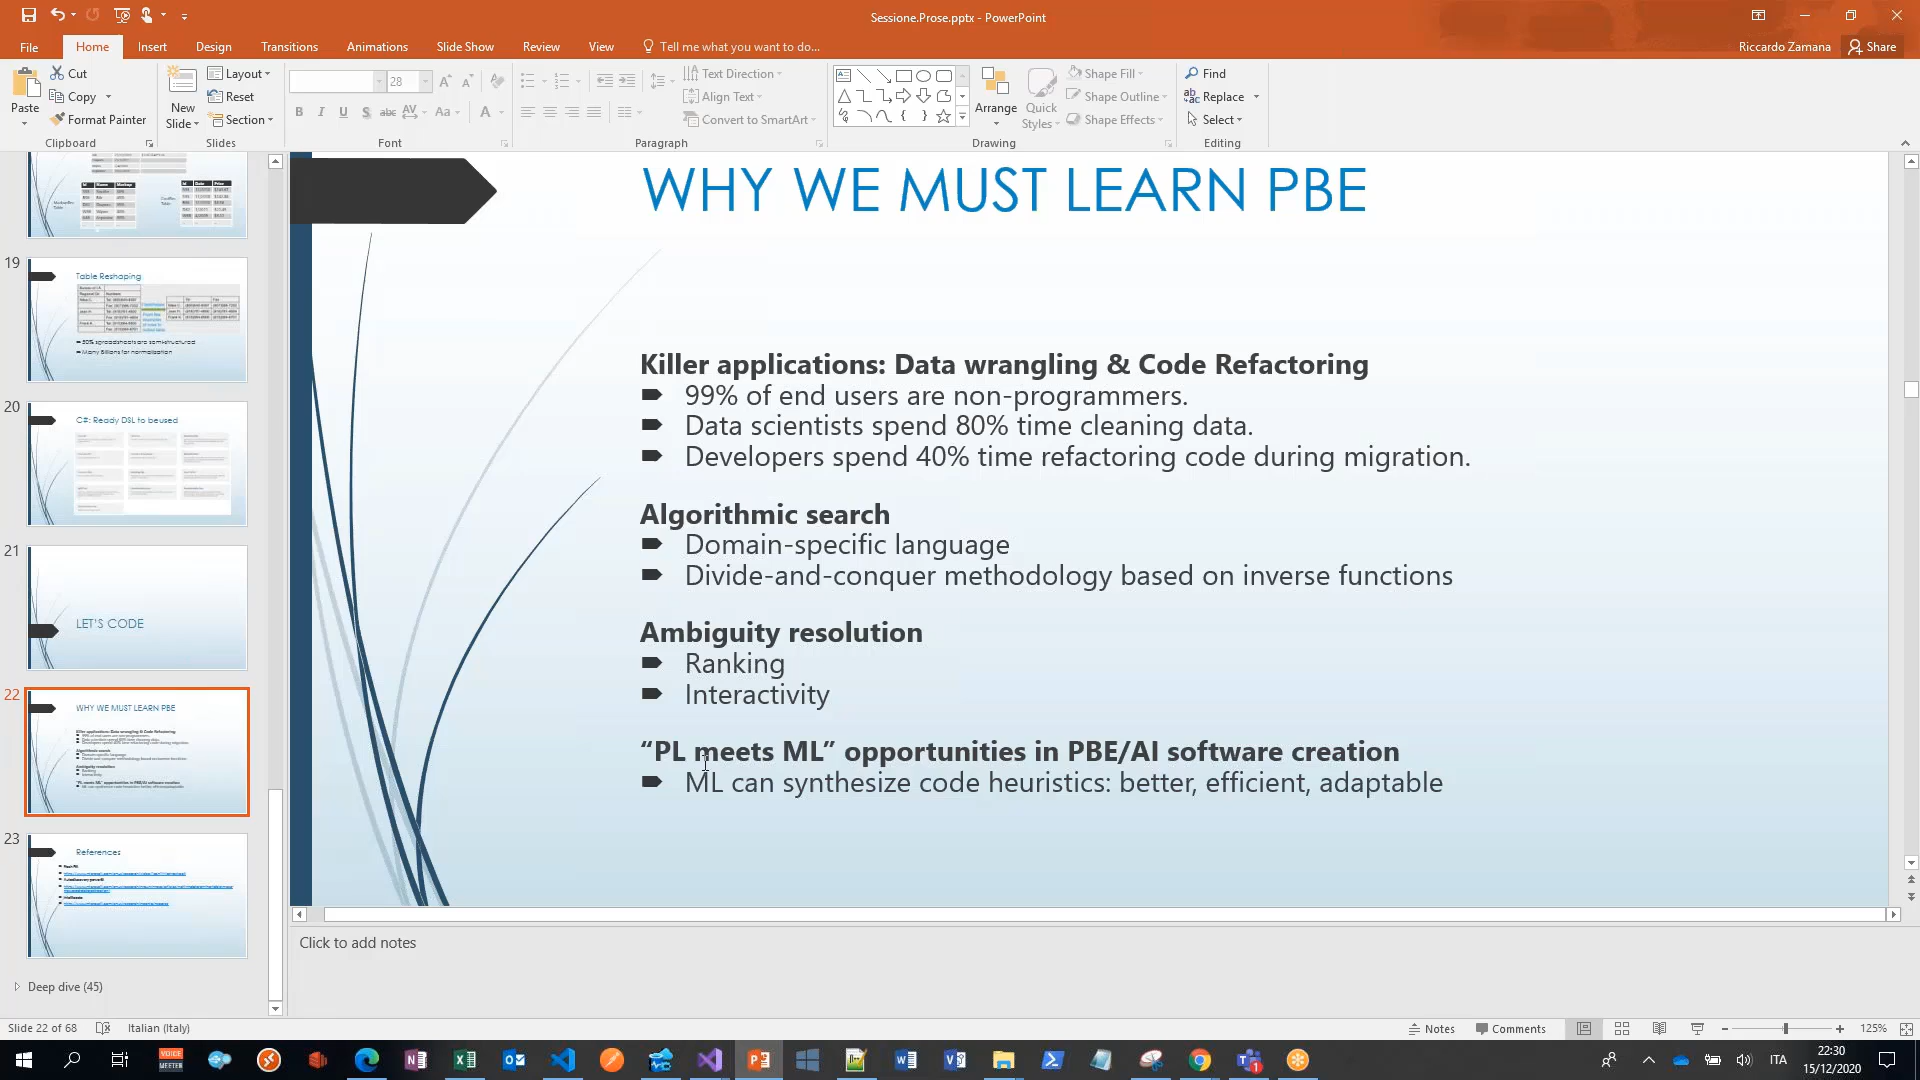 Sessione.Prose.pptx - PowerPoint
File
Home
Insert
Design
Transitions
Animations
Slide Show
Review
View
Tell me what you want to do...
Riccardo Zamana
Share
Paste
Cut
Copy
Format Painter
Clipboard
New
Slide
Layout
Reset
Section
Slides
28
Font
Text Direction
Align Text
Convert to SmartArt
Paragraph
Arrange
Quick
Styles
Shape Fill
Shape Outline
Shape Effects
Drawing
Find
Replace
Select
Editing
19
Table Reshaping
20
C#: Ready DSL to beused
21
LET'S CODE
22
WHY WE MUST LEARN PBE
23
References
Deep dive (45)
WHY WE MUST LEARN PBE
Killer applications: Data wrangling & Code Refactoring
99% of end users are non-programmers.
Data scientists spend 80% time cleaning data.
Developers spend 40% time refactoring code during migration.
Algorithmic search
Domain-specific language
Divide-and-conquer methodology based on inverse functions
Ambiguity resolution
Ranking
Interactivity
“PL meets ML” opportunities in PBE/AI software creation
ML can synthesize code heuristics: better, efficient, adaptable
Click to add notes
Slide 22 of 68
Italian (Italy)
Notes
Comments
125%
VOICE
MEETER
ITA
22:30
15/12/2020